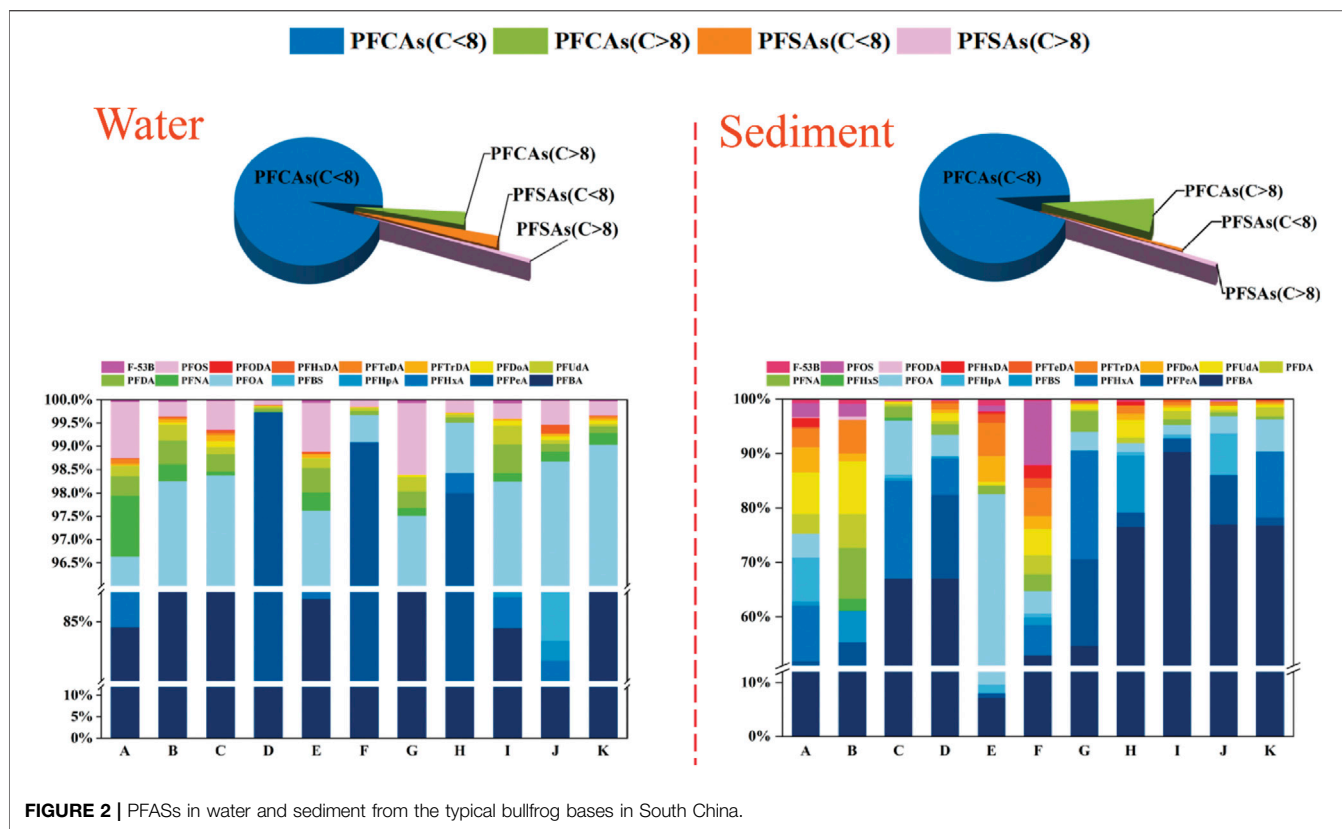 PFCAs(C<8) PFCAs(C>8) PFSAs(C<8) PFSAs(C>8)
Water
PFCAs(C<8)
PFCAs(C>8)
PFSAs(C<8)
PFSAs(C>8)
F-53B PFOS PFODA PFHxDA PFTeDA PFTrDA PFDoA PFUdA
PFDA PFNA PFOA PFBS PFHpA PFHxA PFPeA PFBA
100.0%
99.5%
99.0%
98.5%
98.0%
97.5%
97.0%
96.5%
85%
10%
5%
0%
A B C D E F G H I J K
Sediment
PFCAs(C<8)
PFCAs(C>8)
PFSAs(C<8)
PFSAs(C>8)
F-53B PFOS PFODA PFHxDA PFTeDA PFTrDA PFDoA PFUdA PFDA
PFNA PFHxS PFOA PFHpA PFBS PFHxA PFPeA PFBA
100%
90%
80%
70%
60%
10%
0%
A B C D E F G H I J K
FIGURE 2 | PFASs in water and sediment from the typical bullfrog bases in South China.